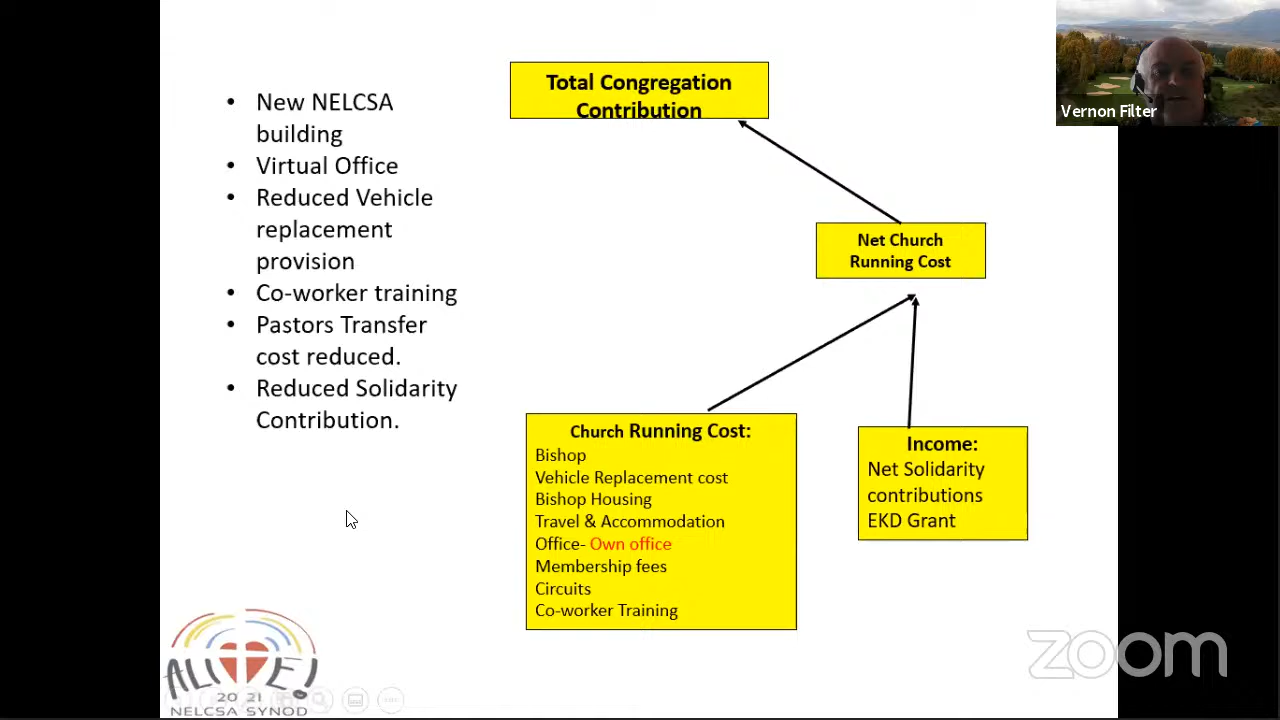 • New NELCSA
building
• Virtual Office
• Reduced Vehicle
replacement
provision
• Co-worker training
• Pastors Transfer
cost reduced.
• Reduced Solidarity
Contribution.
Total Congregation
Contribution
Net Church
Running Cost
Church Running Cost:
Bishop
Vehicle Replacement cost
Bishop Housing
Travel & Accommodation
Office- Own office
Membership fees
Circuits
Co-worker Training
Income:
Net Solidarity
contributions
EKD Grant
Vernon Filter
ALIVE!
20 21
NELCSA SYNOD
zoom